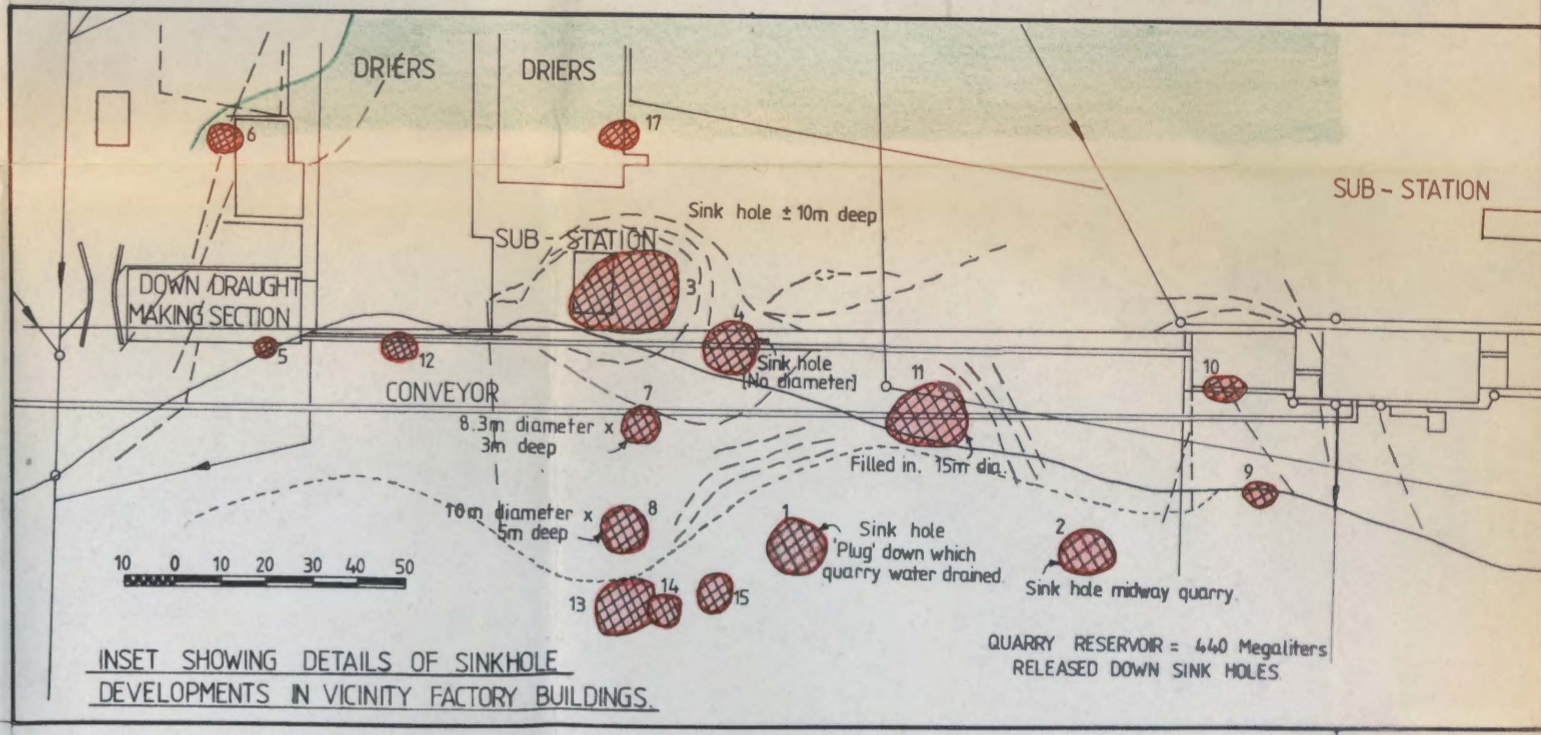 DRIERS
DRIERS
6
17
SUB - STATION
Sink hole ± 10m deep
SUB - STATION
DOWN DRAUGHT
MAKING SECTION
3
4
5
12
Sink hole
[No diameter]
11
10
CONVEYOR
7
8.3m diameter x
3m deep
Filled in. 15m dia.
9
10m diameter x
5m deep
8
1
Sink hole
'Plug' down which
quarry water drained.
2
Sink hole midway quarry.
10 0 10 20 30 40 50
13
14
15
QUARRY RESERVOIR = 440 Megaliters
RELEASED DOWN SINK HOLES.
INSET SHOWING DETAILS OF SINKHOLE
DEVELOPMENTS IN VICINITY FACTORY BUILDINGS.